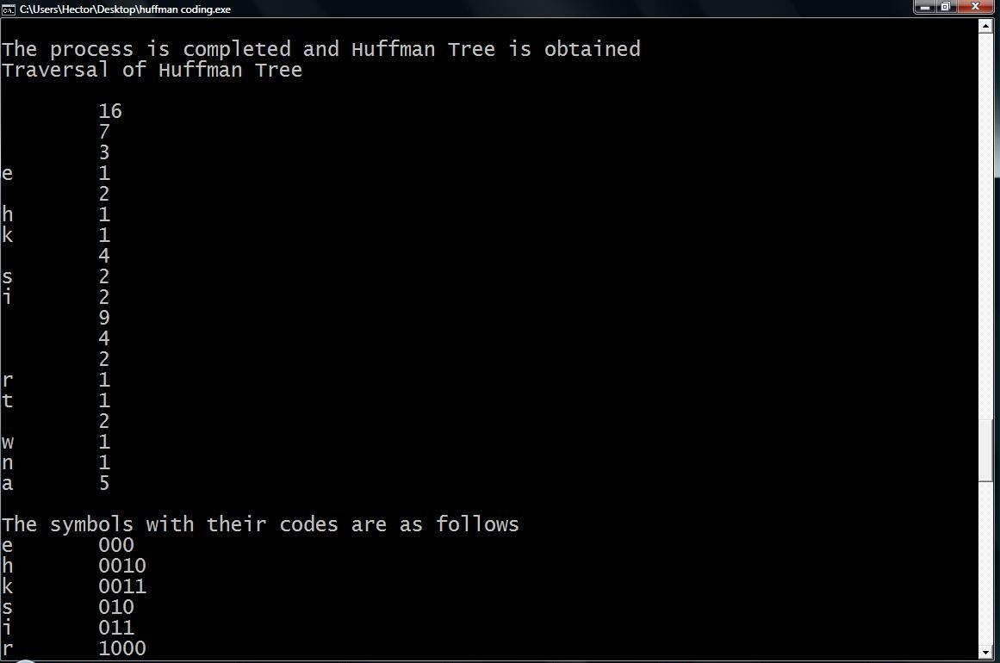 C:\Users\Hector\Desktop\huffman coding.exe
The process is completed and Huffman Tree is obtained
Traversal of Huffman Tree
16
7
3
e 1
2
h 1
k 1
4
s 2
i 2
9
4
2
r 1
t 1
2
w 1
n 1
a 5
The symbols with their codes are as follows
e 000
h 0010
k 0011
s 010
i 011
r 1000